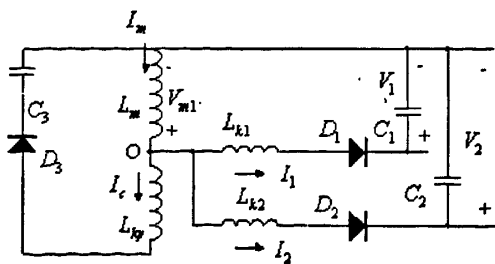 I_m
- - -
V_1
C_3
L_m V_m1
V_2
+
L_k1 D_1 C_1 +
D_3 O
I_1
I_c
L_k2 D_2 C_2
L_kp
+
I_2